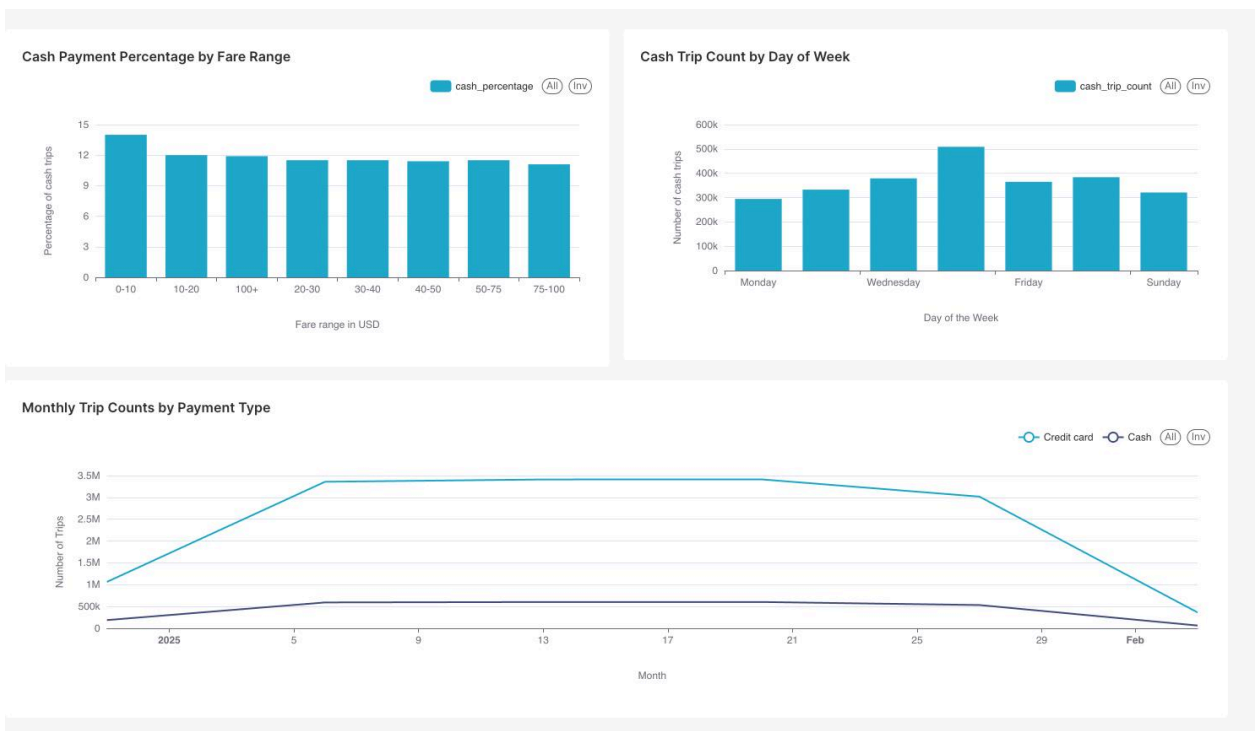 Cash Payment Percentage by Fare Range
cash_percentage All Inv
15
12
9
6
3
0
Percentage of cash trips
0-10 10-20 100+ 20-30 30-40 40-50 50-75 75-100
Fare range in USD
Cash Trip Count by Day of Week
cash_trip_count All Inv
600k
500k
400k
300k
200k
100k
0
Number of cash trips
Monday Wednesday Friday Sunday
Day of the Week
Monthly Trip Counts by Payment Type
Credit card Cash All Inv
3.5M
3M
2.5M
2M
1.5M
1M
500k
0
Number of Trips
2025 5 9 13 17 21 25 29 Feb
Month